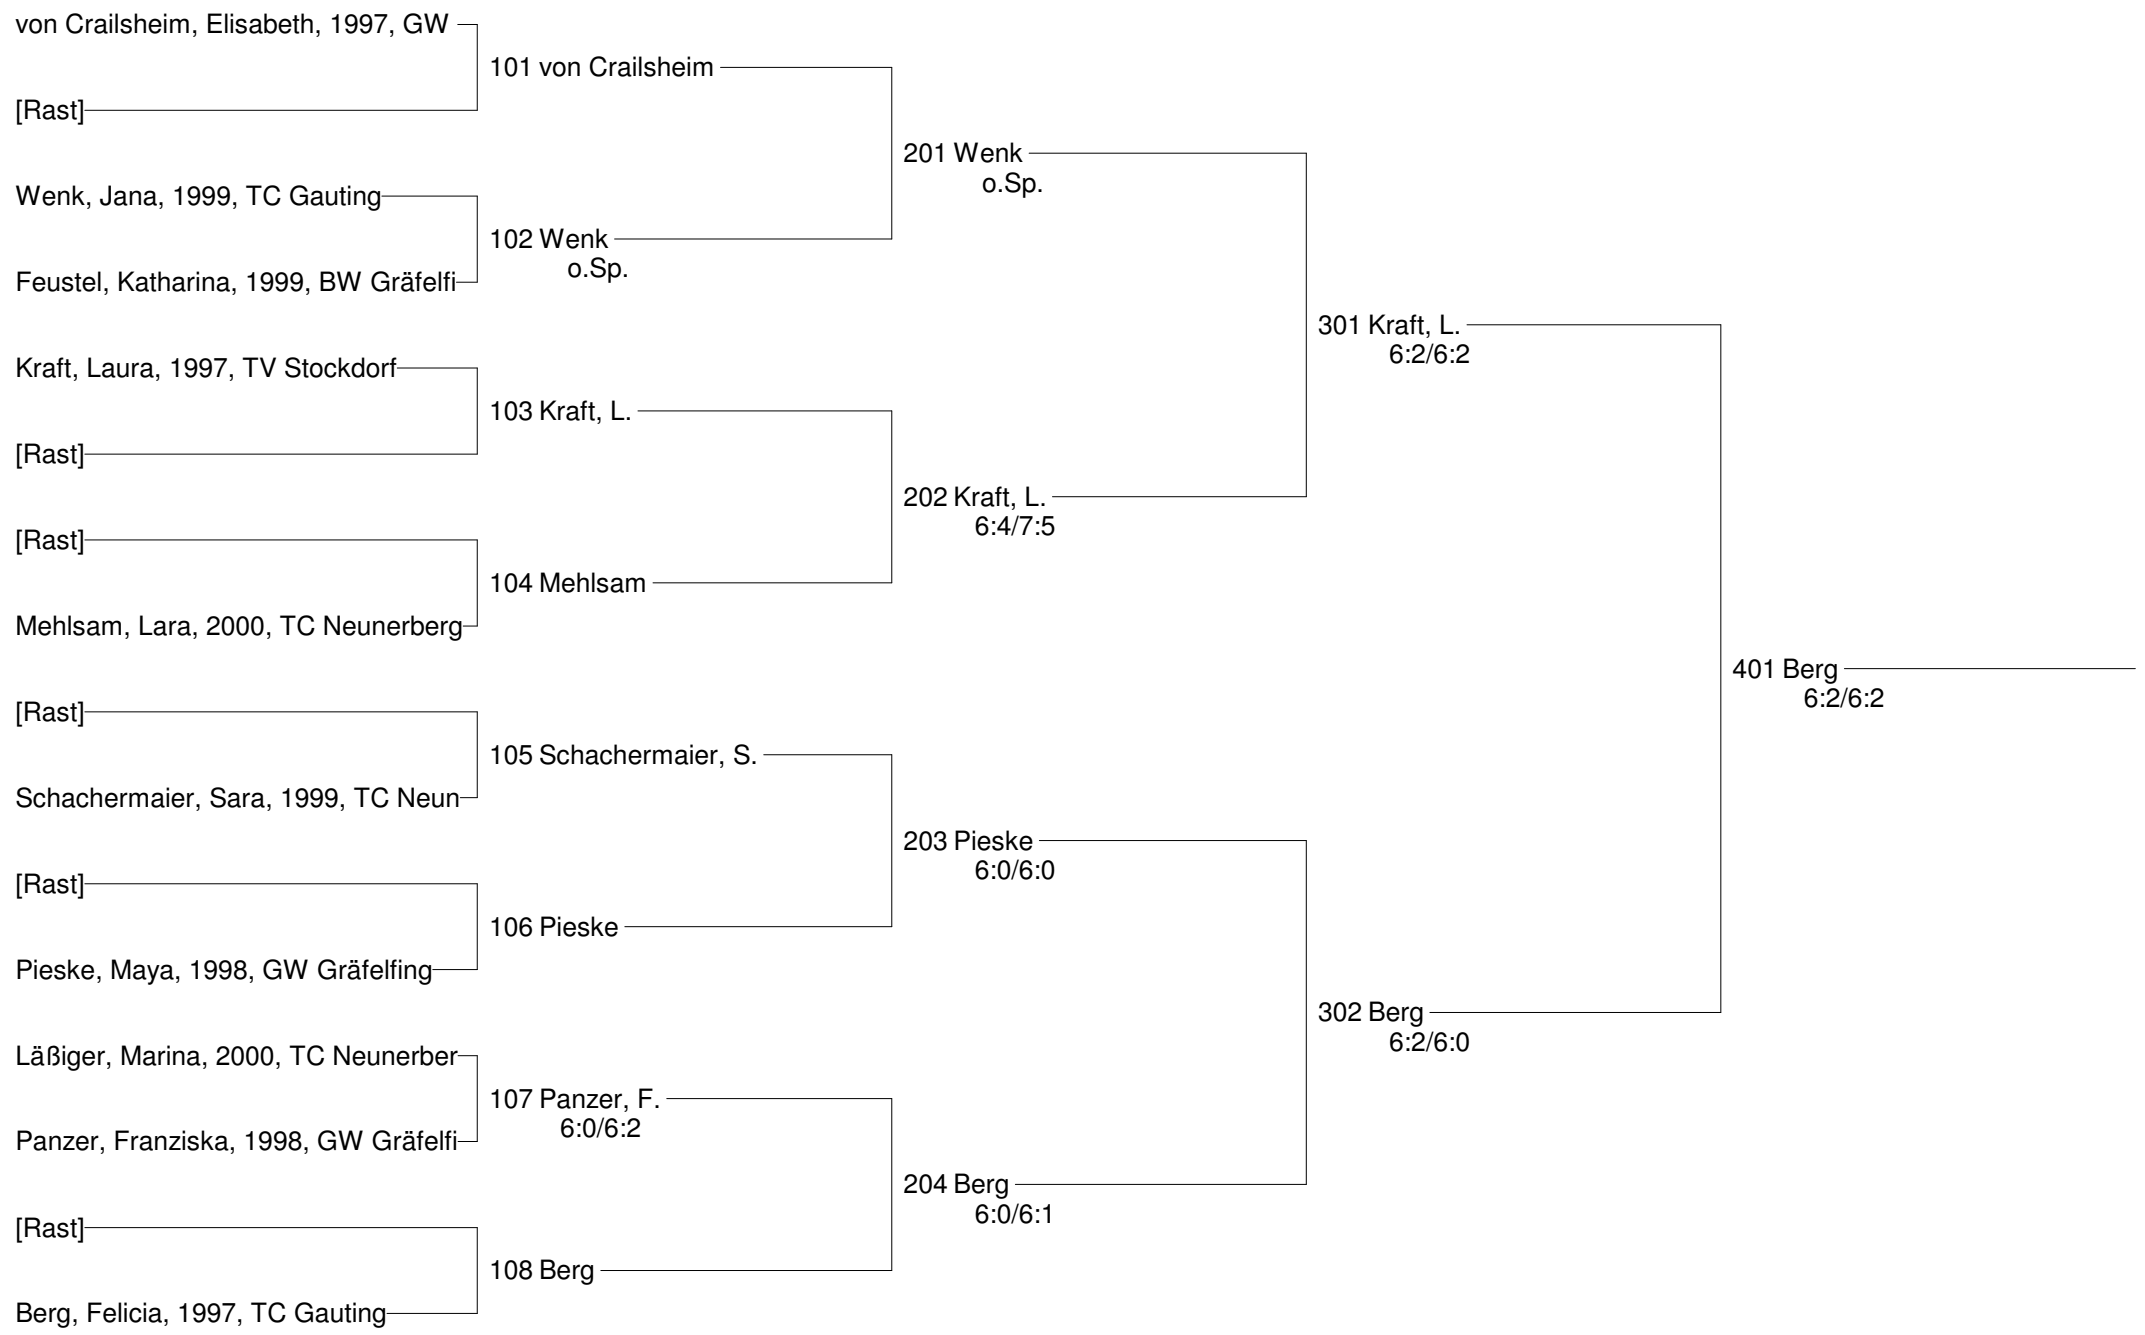 von Crailsheim, Elisabeth, 1997, GW
101 von Crailsheim
[Rast]
201 Wenk
o.Sp.
Wenk, Jana, 1999, TC Gauting
102 Wenk
o.Sp.
Feustel, Katharina, 1999, BW Gräfelfi
301 Kraft, L.
6:2/6:2
Kraft, Laura, 1997, TV Stockdorf
103 Kraft, L.
[Rast]
202 Kraft, L.
6:4/7:5
[Rast]
104 Mehlsam
Mehlsam, Lara, 2000, TC Neunerberg
401 Berg
6:2/6:2
[Rast]
105 Schachermaier, S.
Schachermaier, Sara, 1999, TC Neun
203 Pieske
6:0/6:0
[Rast]
106 Pieske
Pieske, Maya, 1998, GW Gräfelfing
302 Berg
6:2/6:0
Läßiger, Marina, 2000, TC Neunerber
107 Panzer, F.
6:0/6:2
Panzer, Franziska, 1998, GW Gräfelfi
204 Berg
6:0/6:1
[Rast]
108 Berg
Berg, Felicia, 1997, TC Gauting